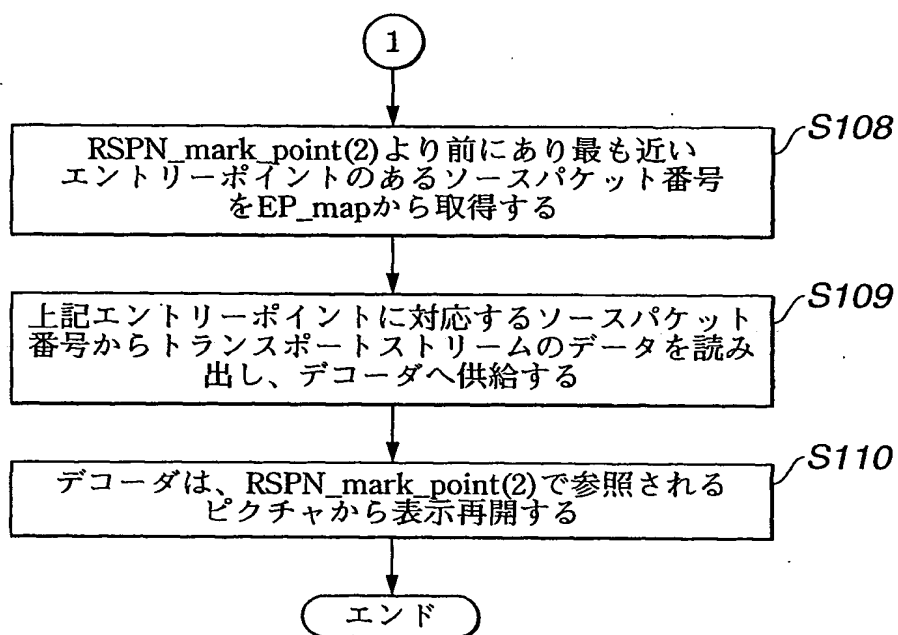 1
S108
RSPN_mark_point(2)より前にあり最も近い
エントリーポイントのあるソースパケット番号
をEP_mapから取得する
S109
上記エントリーポイントに対応するソースパケット
番号からトランスポートストリームのデータを読み
出し、デコーダへ供給する
S110
デコーダは、RSPN_mark_point(2)で参照される
ピクチャから表示再開する
エンド